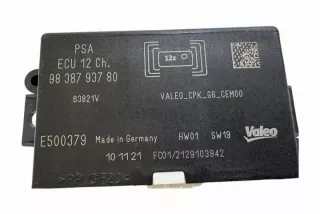 PSA
ECU 12 Ch.
98 387 937 80
12x
83821V
VALEO_CPK_G6_CEM00
E500379 Made in Germany HW01 SW19 Valeo
10 11 21 FC01/2129103942